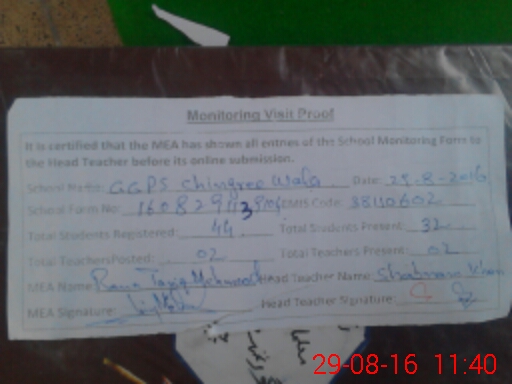 Monitoring Visit Proof
It is certified that the MEA has shown all entries of the School Monitoring Form to
the Head Teacher before its online submission.
School Name: GGPS Chingree Wala Date: 29-8-2016
School Form No: EMIS Code: 38110602
Total Students Registered: 44 Total Students Present: 32
Total TeachersPosted: 02 Total Teachers Present: 02
MEA Name: Rana Tariq Mehmood Head Teacher Name: Shabnam Khan
MEA Signature: Head Teacher Signature:
29-08-16 11:40